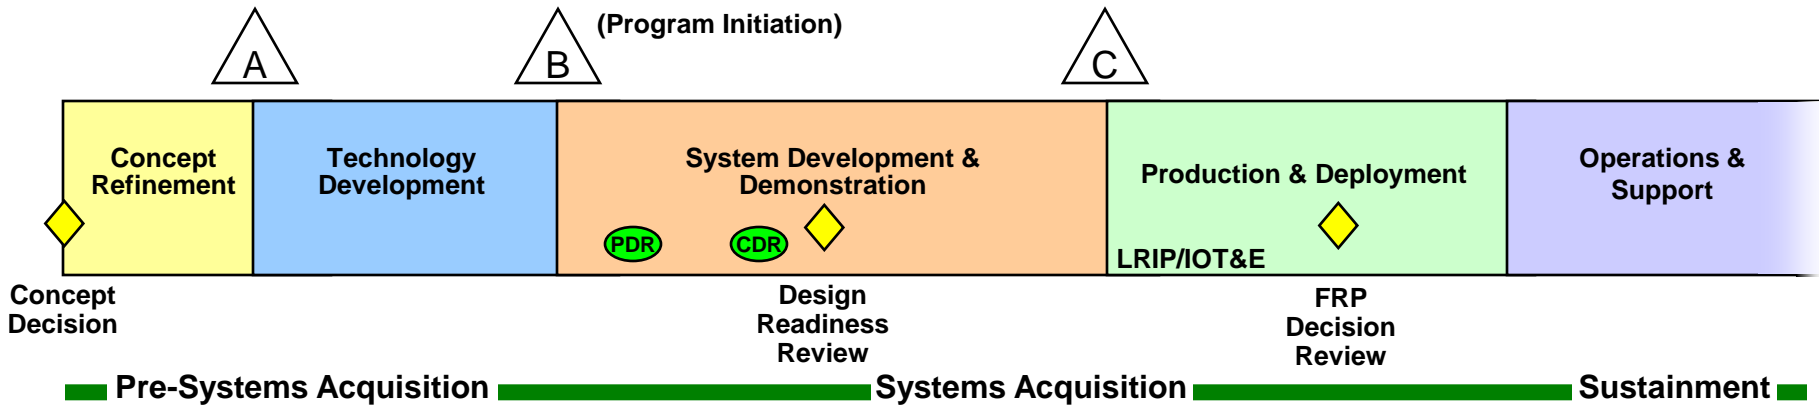 (Program Initiation)
A
B
C
Concept
Refinement
Technology
Development
System Development &
Demonstration
Production & Deployment
Operations &
Support
PDR
CDR
LRIP/IOT&E
Concept
Decision
Design
Readiness
Review
FRP
Decision
Review
Pre-Systems Acquisition
Systems Acquisition
Sustainment